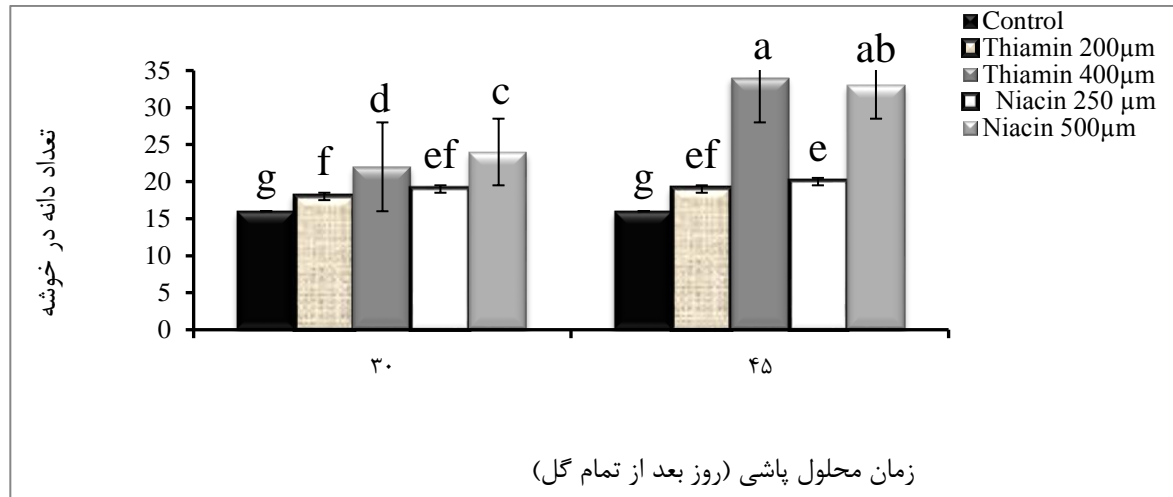 Control
Thiamin 200µm
Thiamin 400µm
Niacin 250 µm
Niacin 500µm
تعداد دانه در خوشه
35
30
25
20
15
10
5
0
g f d ef c g ef a e ab
۳۰ ۴۵
زمان محلول پاشی (روز بعد از تمام گل)